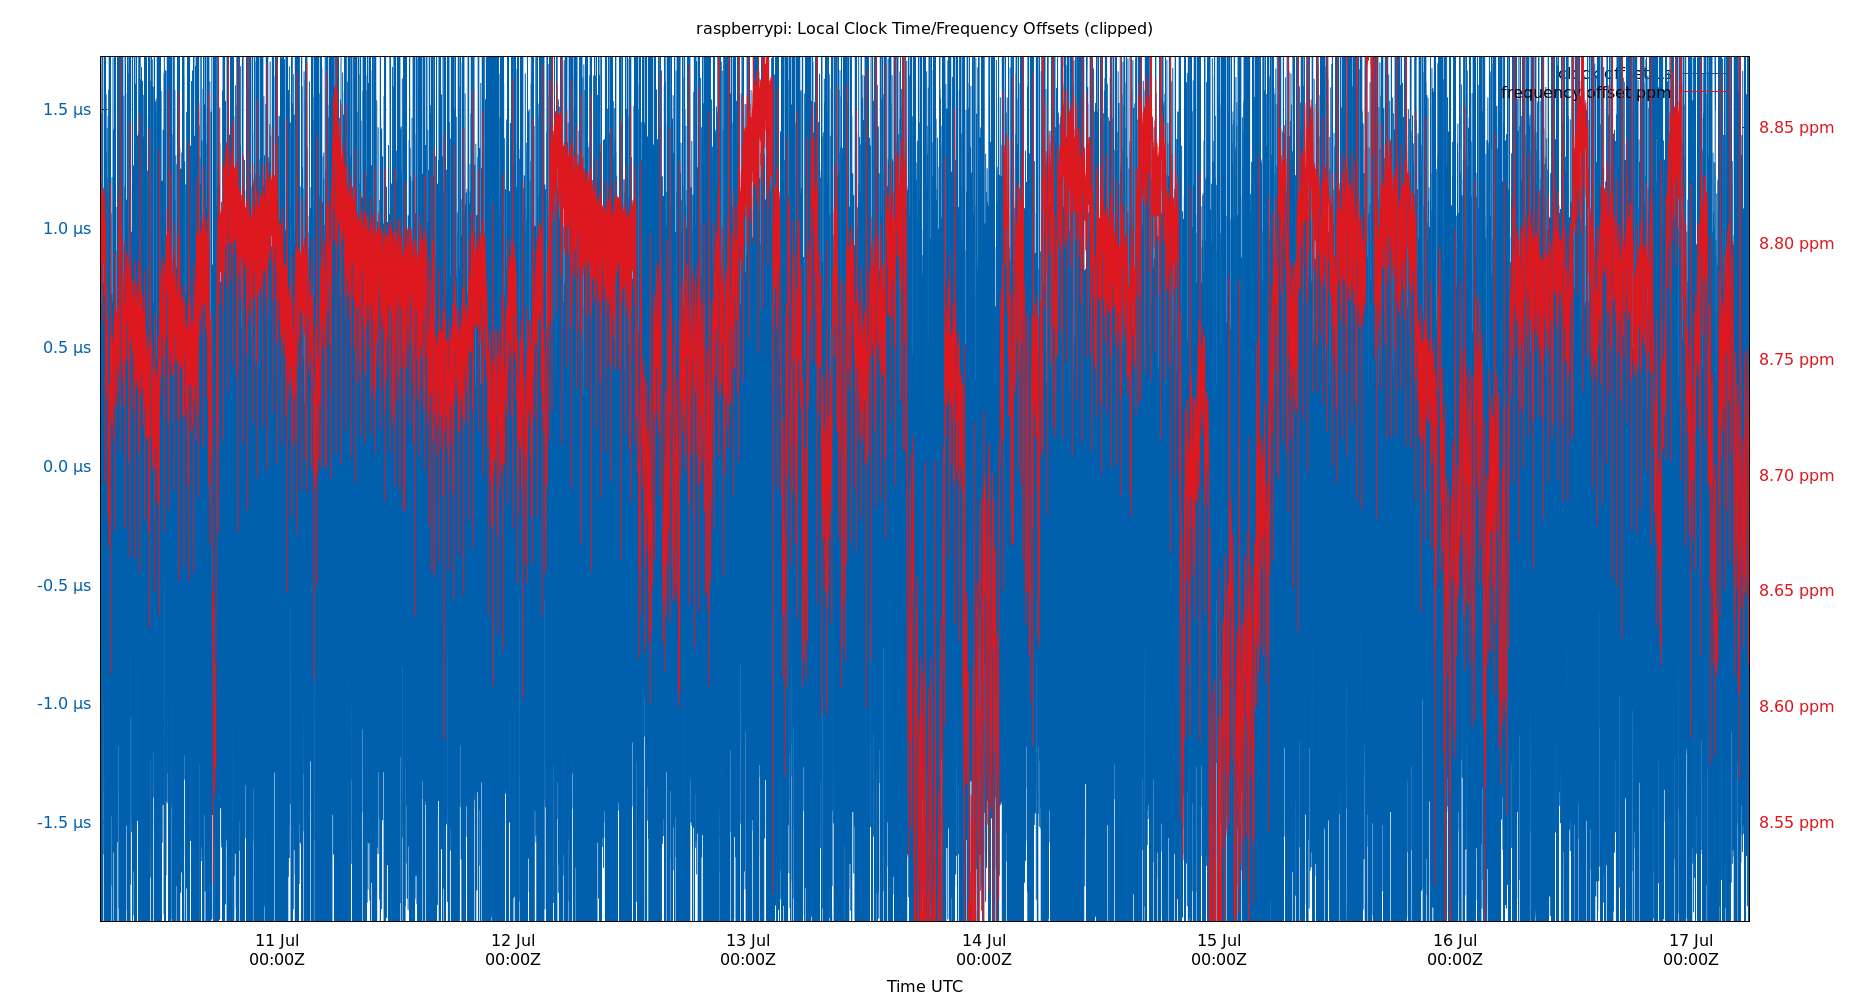 raspberrypi: Local Clock Time/Frequency Offsets (clipped)
clock offset μs
frequency offset ppm
1.5 μs
1.0 μs
0.5 μs
0.0 μs
-0.5 μs
-1.0 μs
-1.5 μs
8.85 ppm
8.80 ppm
8.75 ppm
8.70 ppm
8.65 ppm
8.60 ppm
8.55 ppm
11 Jul 12 Jul 13 Jul 14 Jul 15 Jul 16 Jul 17 Jul
00:00Z 00:00Z 00:00Z 00:00Z 00:00Z 00:00Z 00:00Z
Time UTC